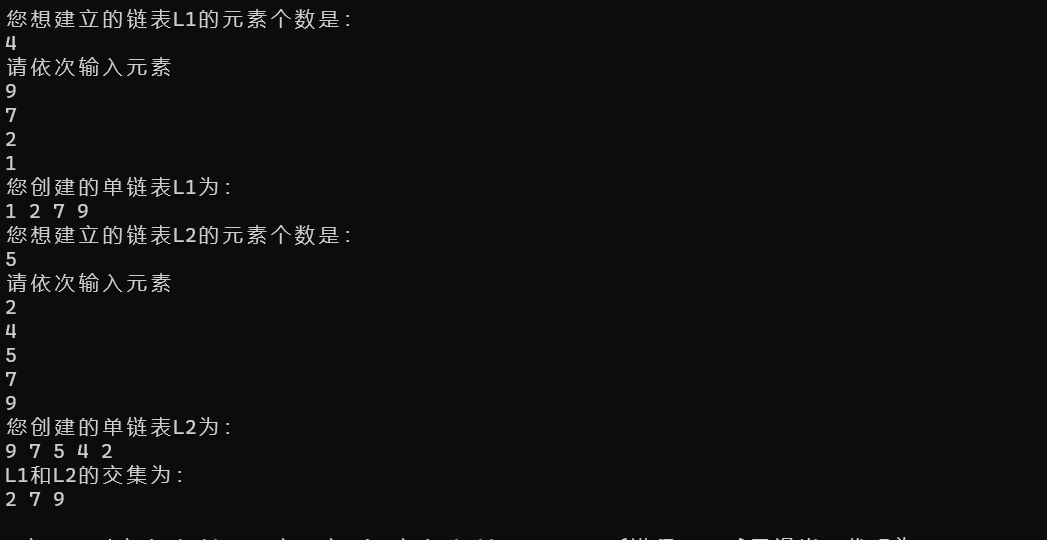 您想建立的链表L1的元素个数是：
4
请依次输入元素
9
7
2
1
您创建的单链表L1为：
1 2 7 9
您想建立的链表L2的元素个数是：
5
请依次输入元素
2
4
5
7
9
您创建的单链表L2为：
9 7 5 4 2
L1和L2的交集为：
2 7 9